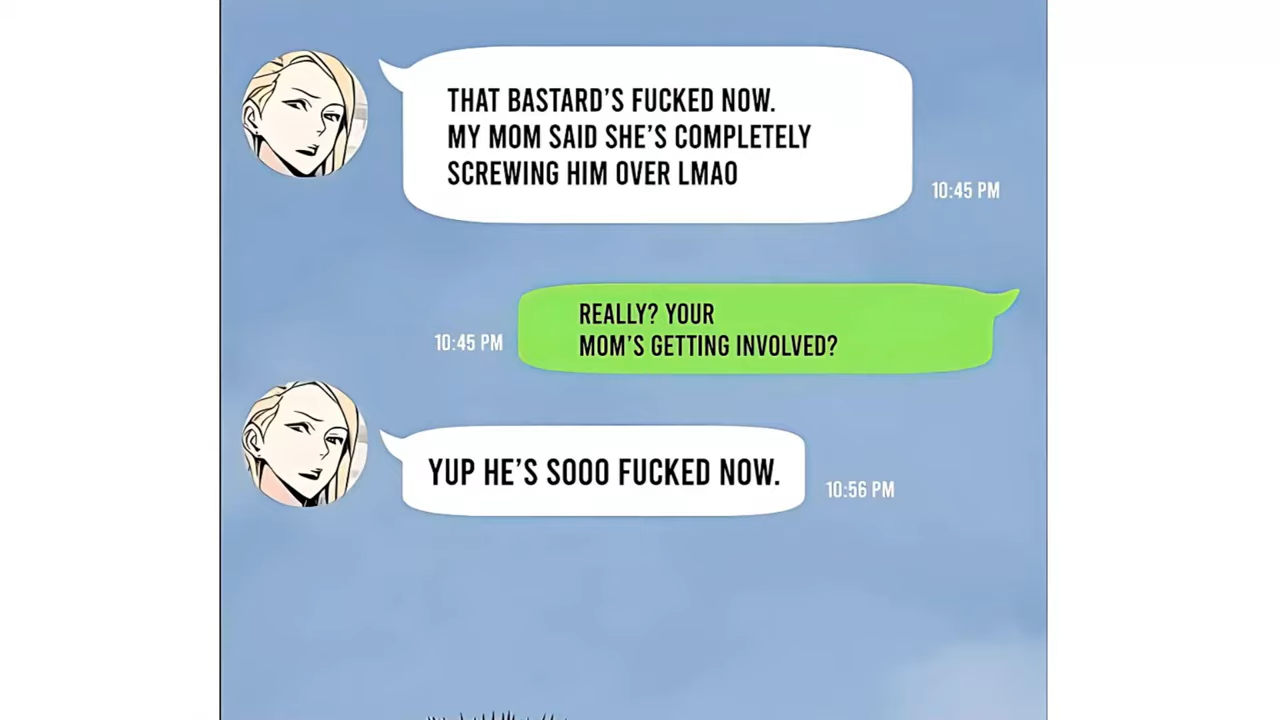 THAT BASTARD'S FUCKED NOW.
MY MOM SAID SHE'S COMPLETELY
SCREWING HIM OVER LMAO
10:45 PM
REALLY? YOUR
MOM'S GETTING INVOLVED?
10:45 PM
YUP HE'S SOOO FUCKED NOW.
10:56 PM